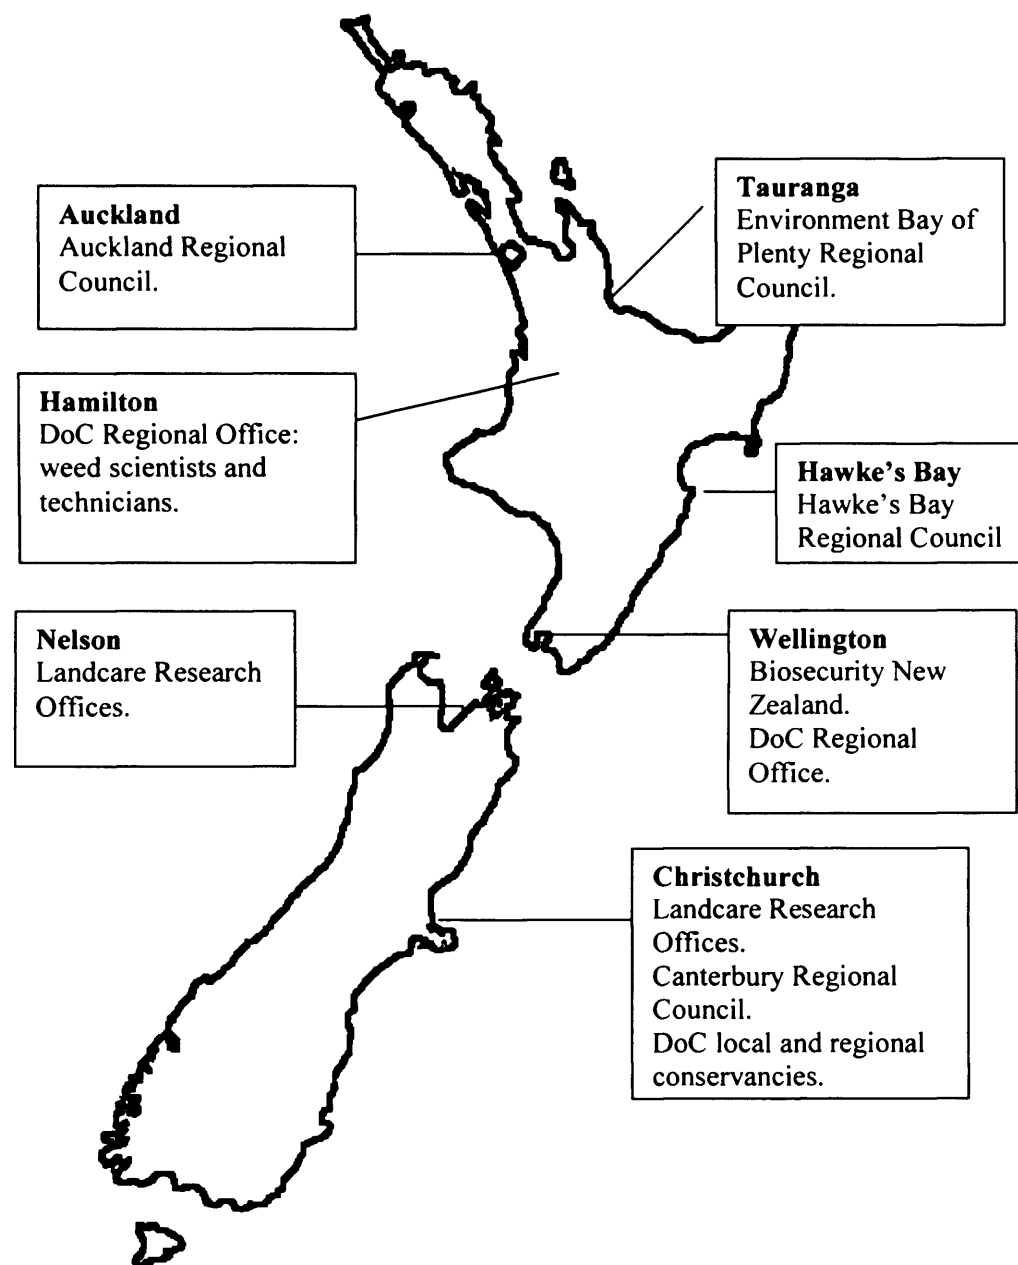 Auckland
Auckland Regional
Council.
Tauranga
Environment Bay of
Plenty Regional
Council.
Hamilton
DoC Regional Office:
weed scientists and
technicians.
Hawke's Bay
Hawke's Bay
Regional Council
Nelson
Landcare Research
Offices.
Wellington
Biosecurity New
Zealand.
DoC Regional
Office.
Christchurch
Landcare Research
Offices.
Canterbury Regional
Council.
DoC local and regional
conservancies.